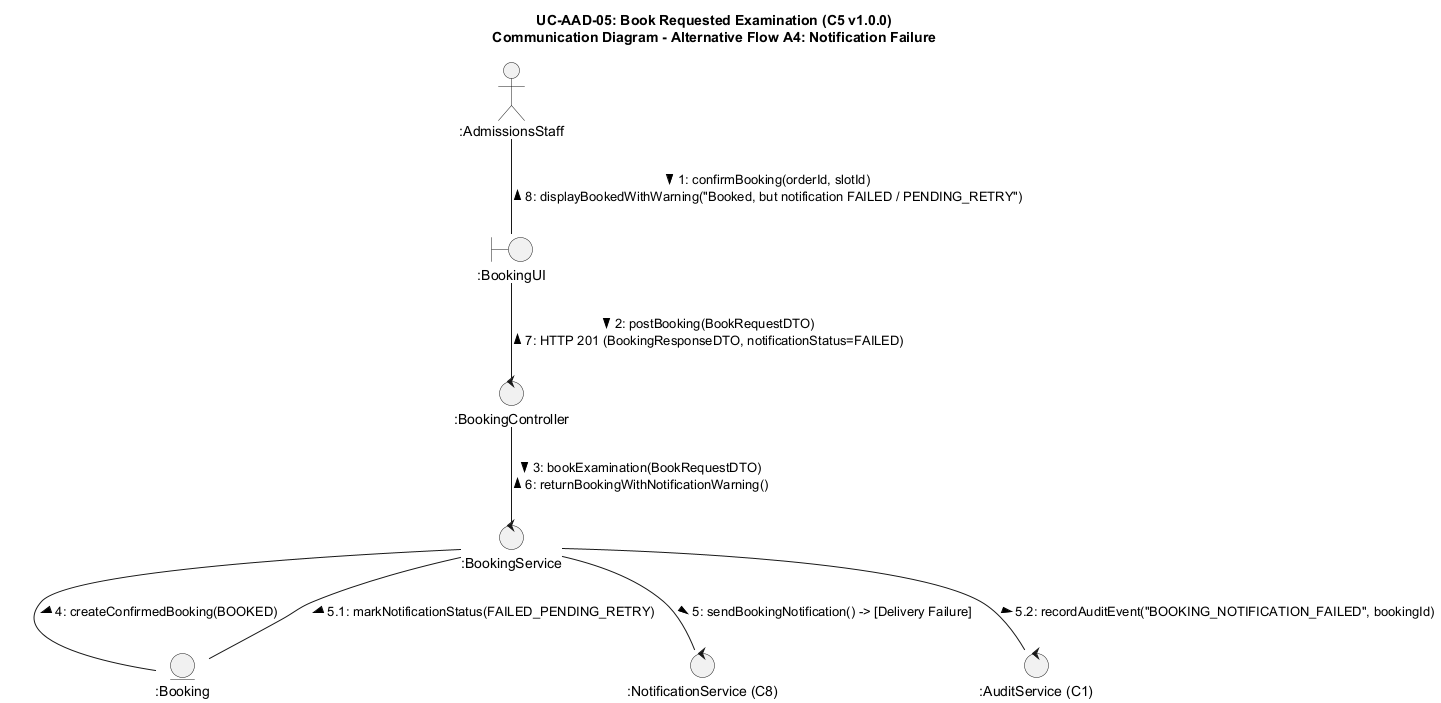 UC-AAD-05: Book Requested Examination (C5 v1.0.0)
Communication Diagram - Alternative Flow A4: Notification Failure
:AdmissionsStaff
1: confirmBooking(orderId, slotId)
8: displayBookedWithWarning("Booked, but notification FAILED / PENDING_RETRY")
:BookingUI
2: postBooking(BookRequestDTO)
7: HTTP 201 (BookingResponseDTO, notificationStatus=FAILED)
:BookingController
3: bookExamination(BookRequestDTO)
6: returnBookingWithNotificationWarning()
:BookingService
4: createConfirmedBooking(BOOKED)
5.1: markNotificationStatus(FAILED_PENDING_RETRY)
5: sendBookingNotification() -> [Delivery Failure]
5.2: recordAuditEvent("BOOKING_NOTIFICATION_FAILED", bookingId)
:Booking
:NotificationService (C8)
:AuditService (C1)